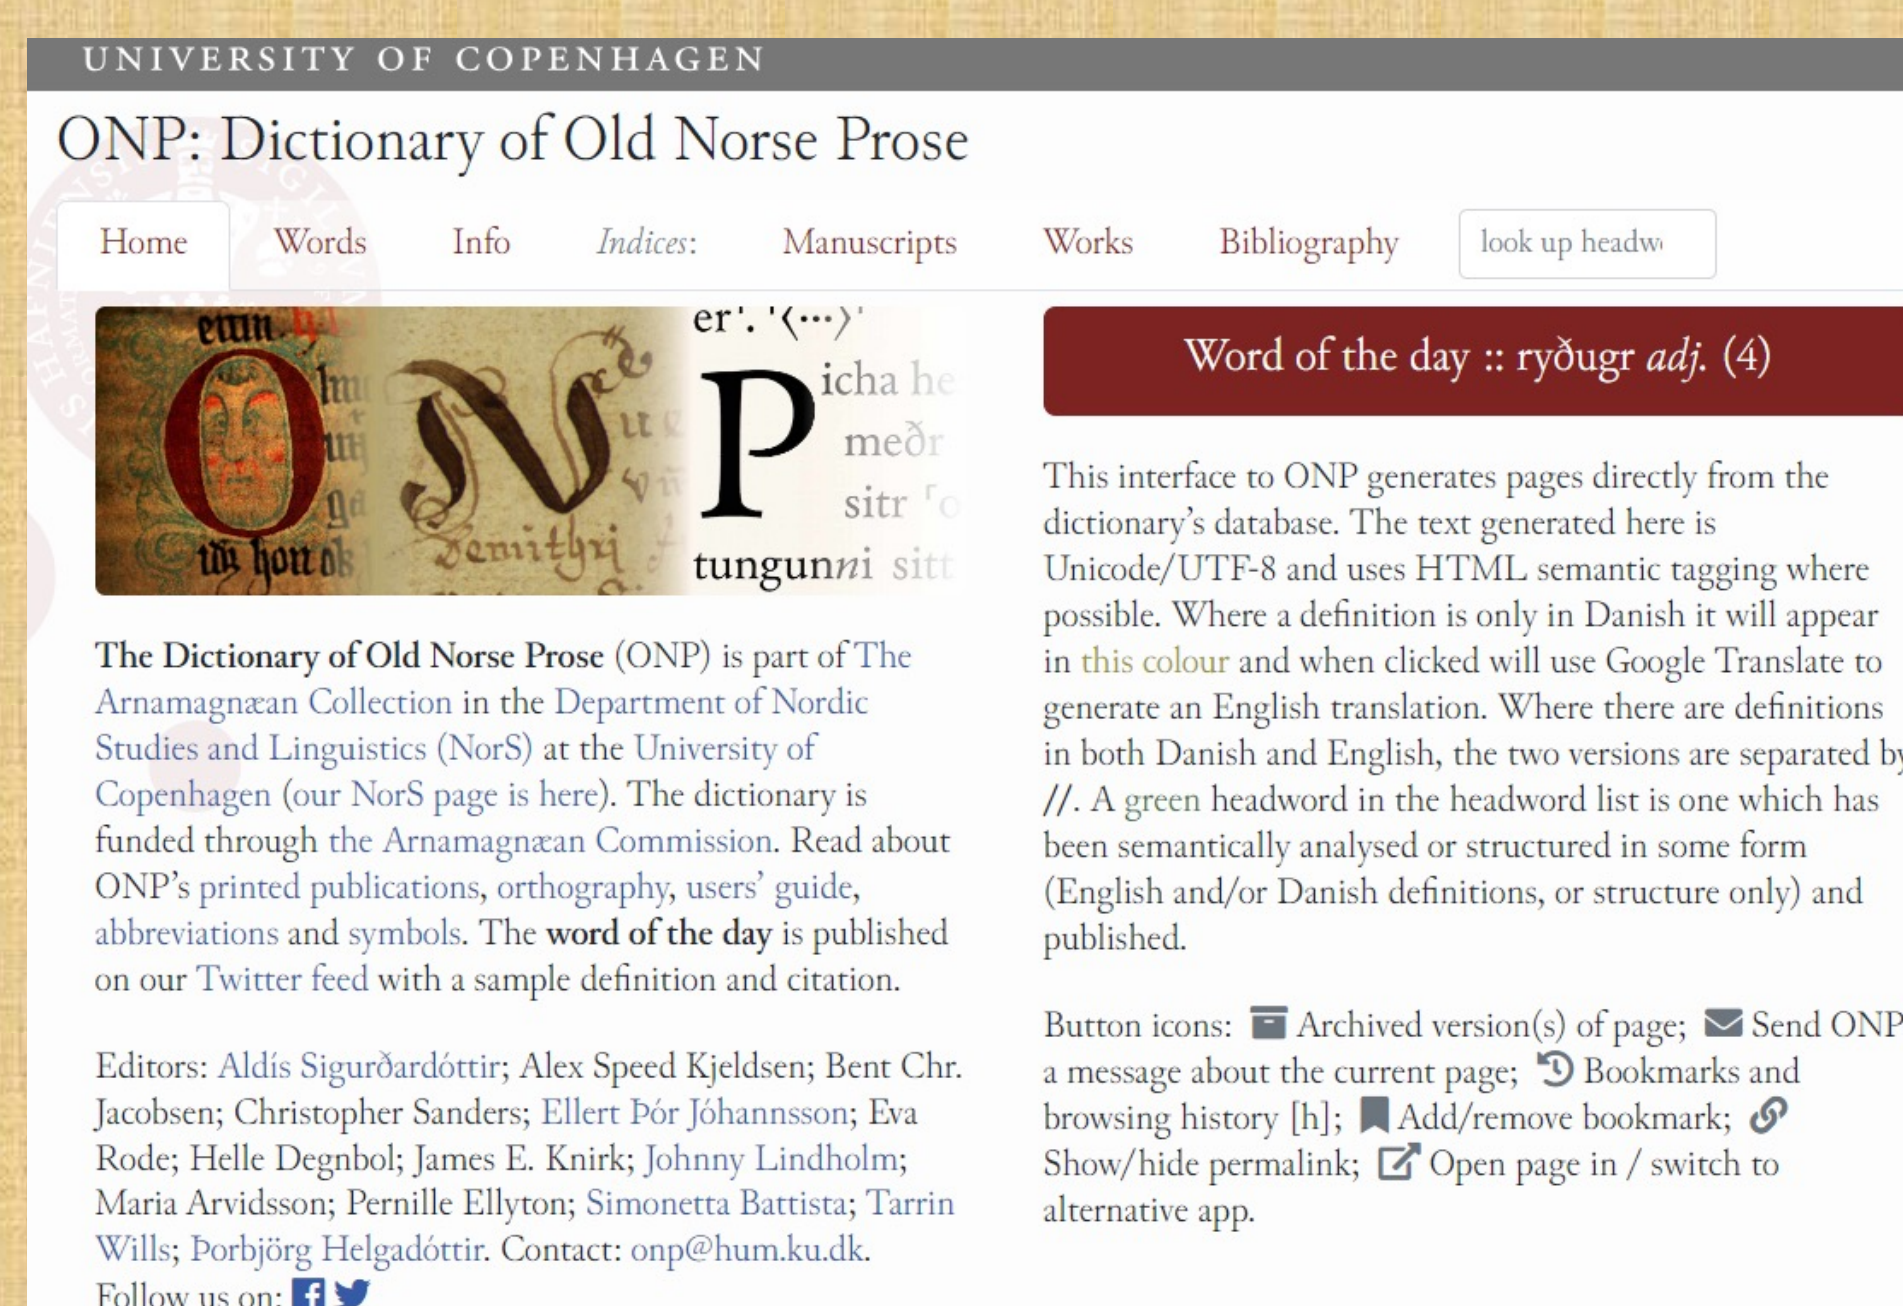 UNIVERSITY OF COPENHAGEN
ONP: Dictionary of Old Norse Prose
Home Words Info Indices: Manuscripts Works Bibliography look up headw
er'. '⟨···⟩'
O N P
icha he
meðr
sitr ⸢o
tungunni sitt
The Dictionary of Old Norse Prose (ONP) is part of The
Arnamagnæan Collection in the Department of Nordic
Studies and Linguistics (NorS) at the University of
Copenhagen (our NorS page is here). The dictionary is
funded through the Arnamagnæan Commission. Read about
ONP’s printed publications, orthography, users’ guide,
abbreviations and symbols. The word of the day is published
on our Twitter feed with a sample definition and citation.
Editors: Aldís Sigurðardóttir; Alex Speed Kjeldsen; Bent Chr.
Jacobsen; Christopher Sanders; Ellert Þór Jóhannsson; Eva
Rode; Helle Degnbol; James E. Knirk; Johnny Lindholm;
Maria Arvidsson; Pernille Ellyton; Simonetta Battista; Tarrin
Wills; Þorbjörg Helgadóttir. Contact: onp@hum.ku.dk.
Follow us on:
Word of the day :: ryðugr adj. (4)
This interface to ONP generates pages directly from the
dictionary’s database. The text generated here is
Unicode/UTF-8 and uses HTML semantic tagging where
possible. Where a definition is only in Danish it will appear
in this colour and when clicked will use Google Translate to
generate an English translation. Where there are definitions
in both Danish and English, the two versions are separated by
//. A green headword in the headword list is one which has
been semantically analysed or structured in some form
(English and/or Danish definitions, or structure only) and
published.
Button icons: Archived version(s) of page; Send ONP
a message about the current page; Bookmarks and
browsing history [h]; Add/remove bookmark;
Show/hide permalink; Open page in / switch to
alternative app.